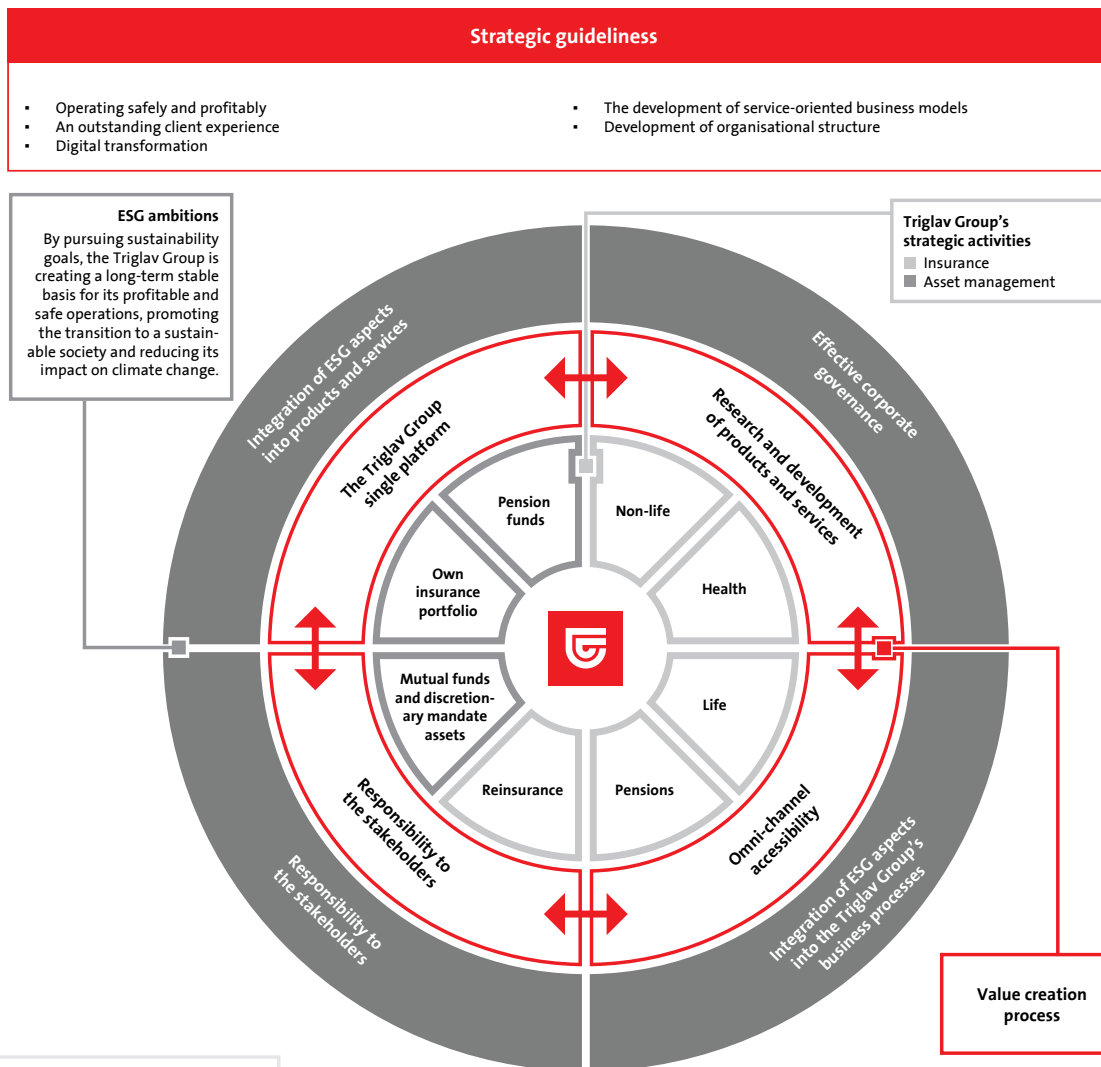 Strategic guideliness
▪ Operating safely and profitably
▪ An outstanding client experience
▪ Digital transformation
▪ The development of service-oriented business models
▪ Development of organisational structure
ESG ambitions
By pursuing sustainability
goals, the Triglav Group is
creating a long-term stable
basis for its profitable and
safe operations, promoting
the transition to a sustain-
able society and reducing its
impact on climate change.
Triglav Group's
strategic activities
Insurance
Asset management
Integration of ESG aspects
into products and services
Effective corporate
governance
The Triglav Group
single platform
Research and development
of products and services
Pension
funds
Non-life
Own
insurance
portfolio
Health
Mutual funds
and discretion-
ary mandate
assets
Life
Reinsurance
Pensions
Responsibility to
the stakeholders
Omni-channel
accessibility
Responsibility to
the stakeholders
Integration of ESG aspects
into the Triglav Group's
business processes
Value creation
process